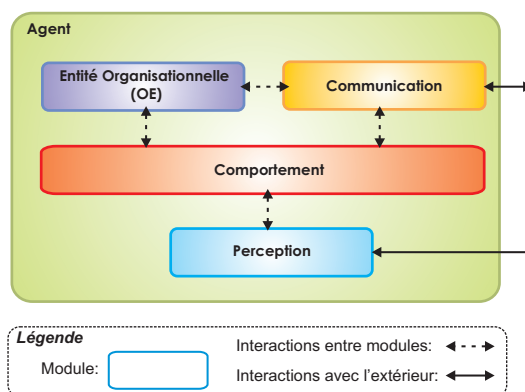 Agent
Entité Organisationnelle
(OE)
Communication
Comportement
Perception
Légende
Module:
Interactions entre modules:
Interactions avec l'extérieur: